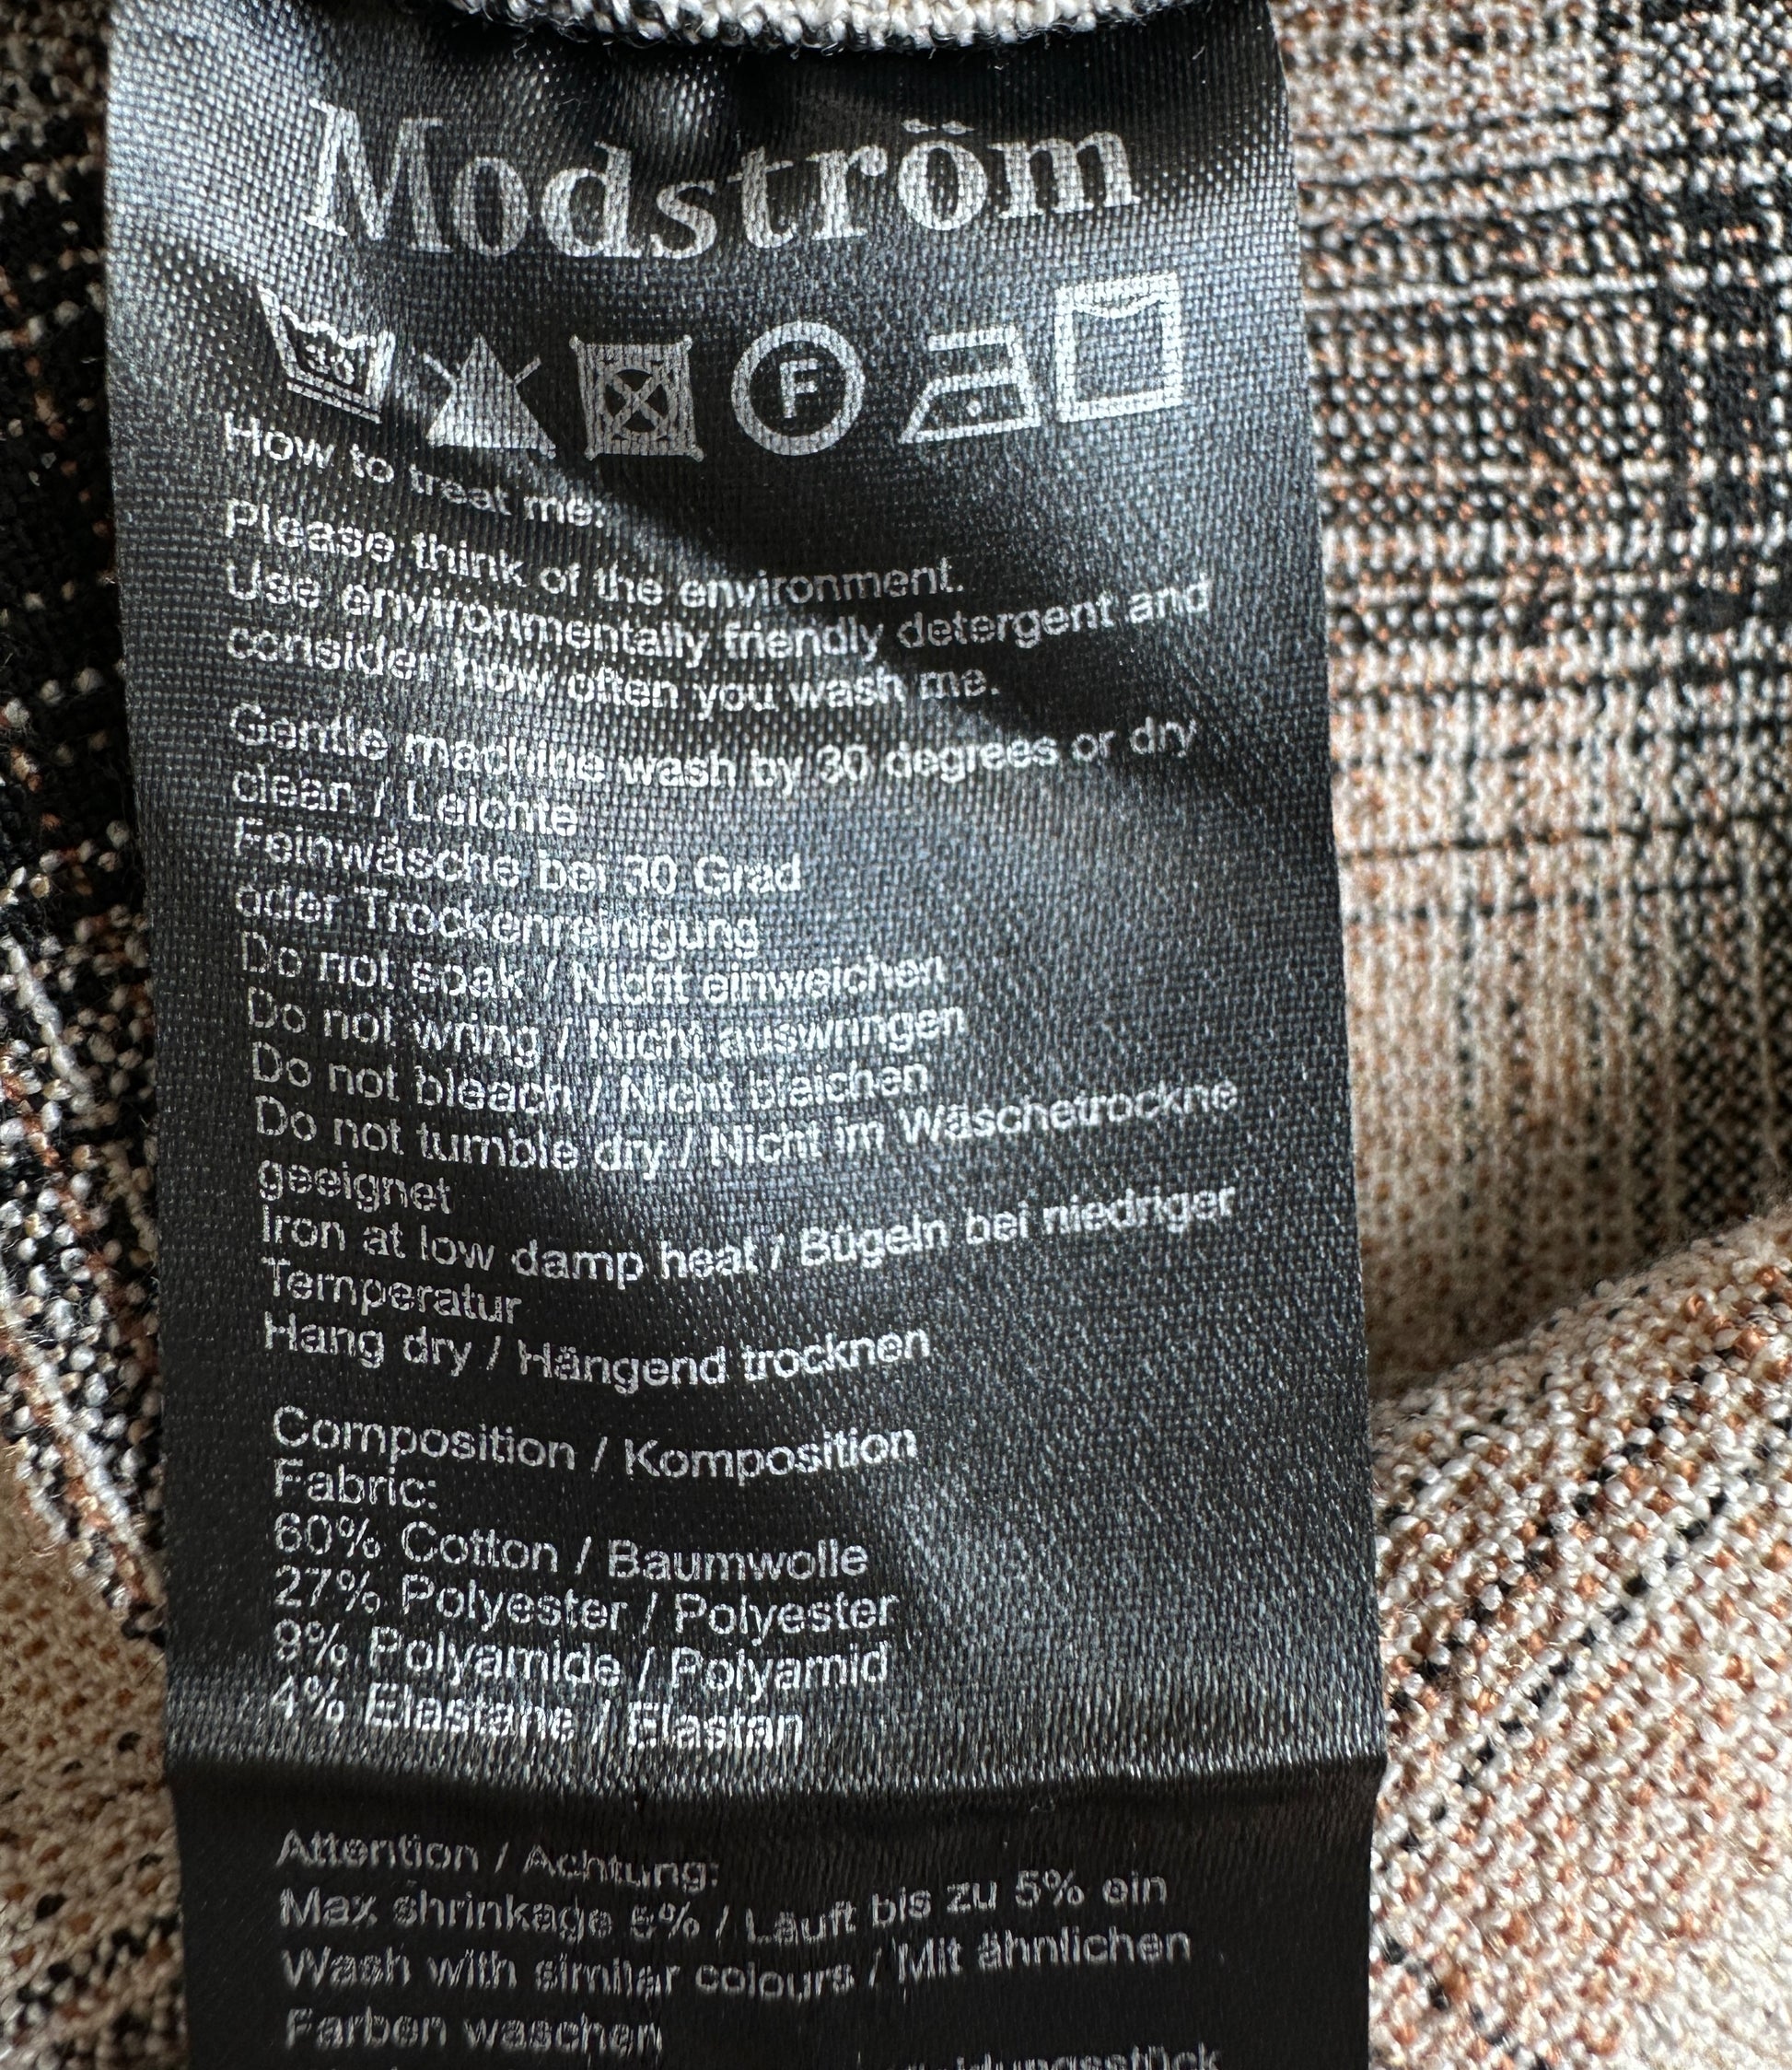 Modström
30
F
How to treat me:
Please think of the environment.
Use environmentally friendly detergent and
consider how often you wash me.
Gentle machine wash by 30 degrees or dry
clean / Leichte
Feinwäsche bei 30 Grad
oder Trockenreinigung
Do not soak / Nicht einweichen
Do not wring / Nicht auswringen
Do not bleach / Nicht bleichen
Do not tumble dry / Nicht im Wäschetrockne
geeignet
Iron at low damp heat / Bügeln bei niedriger
Temperatur
Hang dry / Hängend trocknen
Composition / Komposition
Fabric:
60% Cotton / Baumwolle
27% Polyester / Polyester
9% Polyamide / Polyamid
4% Elastane / Elastan
Attention / Achtung:
Max shrinkage 5% / Läuft bis zu 5% ein
Wash with similar colours / Mit ähnlichen
Farben waschen